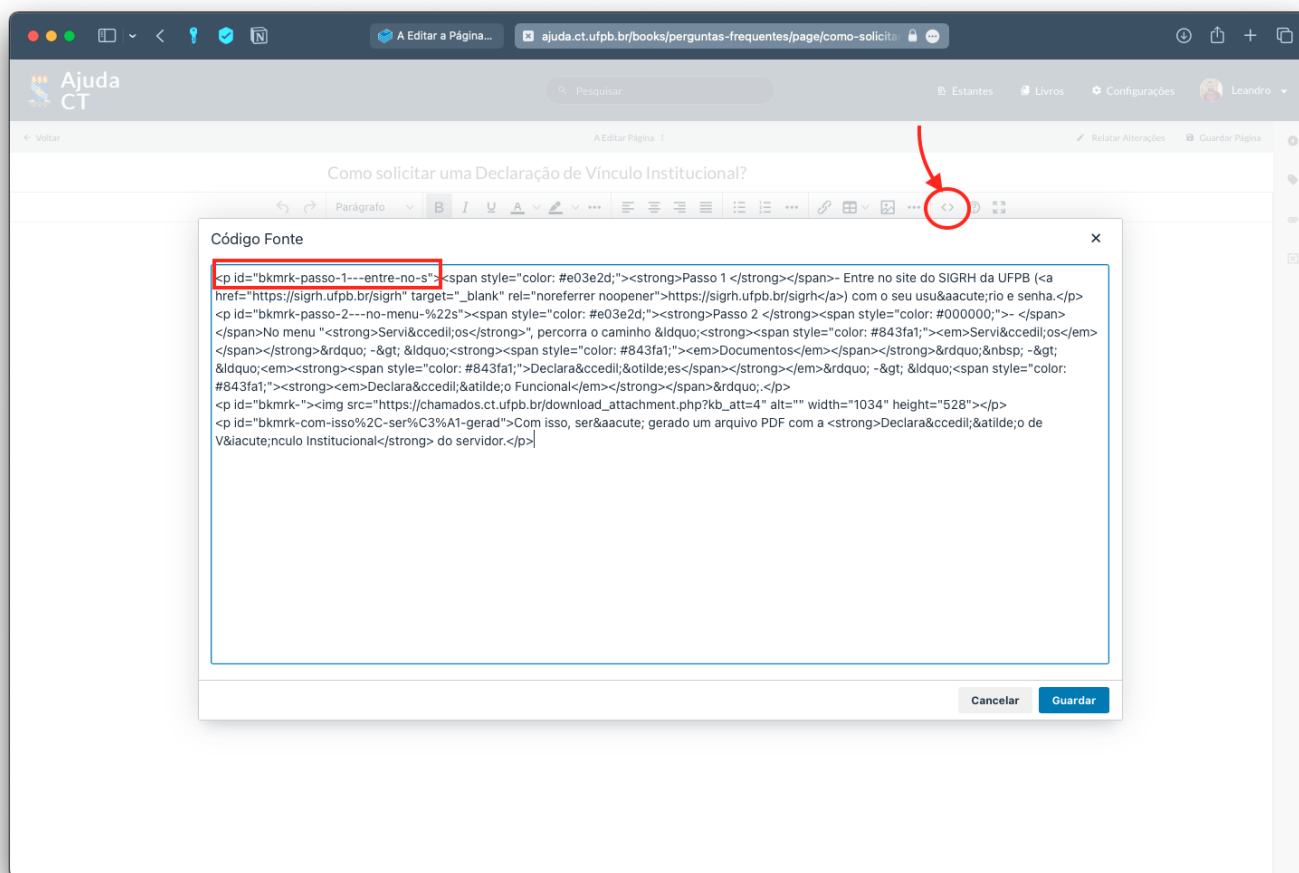 A Editar a Página...
ajuda.ct.ufpb.br/books/perguntas-frequentes/page/como-solicita
Ajuda
CT
Pesquisar
Estantes
Livros
Configurações
Leandro
← Voltar
A Editar Página
Relatar Alterações
Guardar Página
Como solicitar uma Declaração de Vínculo Institucional?
Parágrafo
B I U A
Código Fonte
<p id="bkmrk-passo-1---entre-no-s"><span style="color: #e03e2d;"><strong>Passo 1 </strong></span>- Entre no site do SIGRH da UFPB (<a
href="https://sigrh.ufpb.br/sigrh" target="_blank" rel="noreferrer noopener">https://sigrh.ufpb.br/sigrh</a>) com o seu usu&aacute;rio e senha.</p>
<p id="bkmrk-passo-2---no-menu-%22s"><span style="color: #e03e2d;"><strong>Passo 2 </strong><span style="color: #000000;">- </span>
</span>No menu "<strong>Servi&ccedil;os</strong>", percorra o caminho &ldquo;<strong><span style="color: #843fa1;"><em>Servi&ccedil;os</em>
</span></strong>&rdquo; -&gt; &ldquo;<strong><span style="color: #843fa1;"><em>Documentos</em></span></strong>&rdquo;&nbsp; -&gt;
&ldquo;<em><strong><span style="color: #843fa1;">Declara&ccedil;&otilde;es</span></strong></em>&rdquo; -&gt; &ldquo;<span style="color:
#843fa1;"><strong><em>Declara&ccedil;&atilde;o Funcional</em></strong></span>&rdquo;.</p>
<p id="bkmrk-"><img src="https://chamados.ct.ufpb.br/download_attachment.php?kb_att=4" alt="" width="1034" height="528"></p>
<p id="bkmrk-com-isso%2C-ser%C3%A1-gerad">Com isso, ser&aacute; gerado um arquivo PDF com a <strong>Declara&ccedil;&atilde;o de
V&iacute;nculo Institucional</strong> do servidor.</p>
Cancelar
Guardar